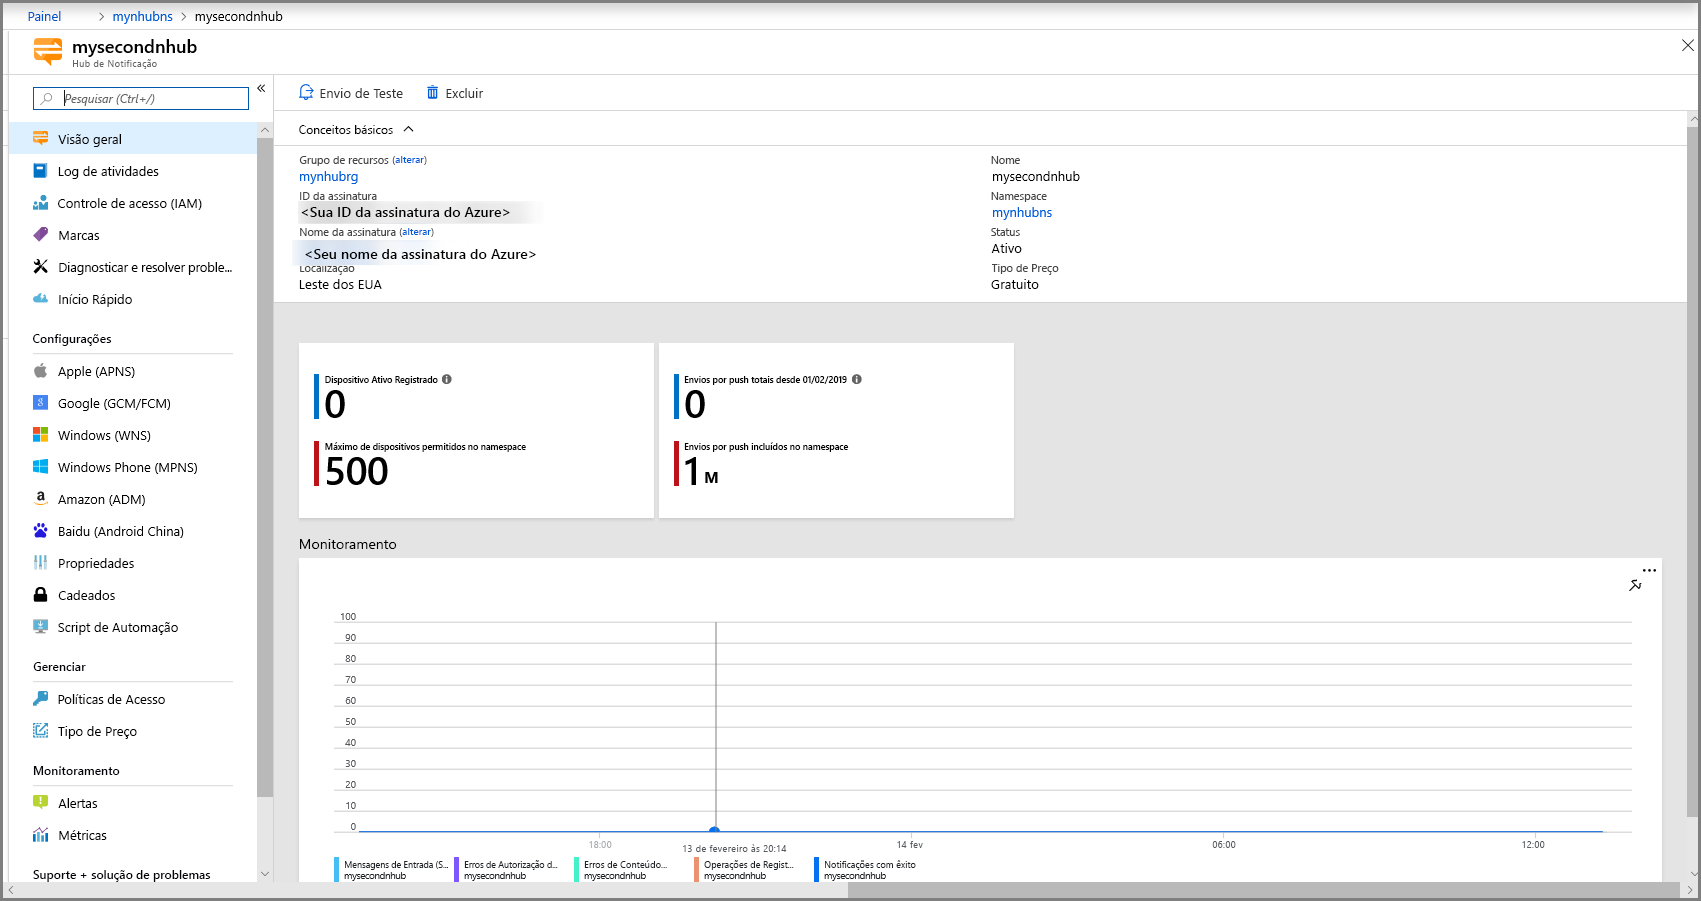 Painel > mynhubns > mysecondnhub
mysecondnhub
Hub de Notificação
Pesquisar (Ctrl+/)
«
Visão geral
Log de atividades
Controle de acesso (IAM)
Marcas
Diagnosticar e resolver proble...
Início Rápido
Configurações
Apple (APNS)
Google (GCM/FCM)
Windows (WNS)
Windows Phone (MPNS)
Amazon (ADM)
Baidu (Android China)
Propriedades
Cadeados
Script de Automação
Gerenciar
Políticas de Acesso
Tipo de Preço
Monitoramento
Alertas
Métricas
Suporte + solução de problemas
Envio de Teste
Excluir
Conceitos básicos
Grupo de recursos (alterar)
mynhubrg
ID da assinatura
<Sua ID da assinatura do Azure>
Nome da assinatura (alterar)
<Seu nome da assinatura do Azure>
Localização
Leste dos EUA
Nome
mysecondnhub
Namespace
mynhubns
Status
Ativo
Tipo de Preço
Gratuito
Dispositivo Ativo Registrado
0
Máximo de dispositivos permitidos no namespace
500
Envios por push totais desde 01/02/2019
0
Envios por push incluídos no namespace
1 M
Monitoramento
100
90
80
70
60
50
40
30
20
10
0
18:00
13 de fevereiro às 20:14
14 fev
06:00
12:00
Mensagens de Entrada (S...
mysecondnhub
Erros de Autorização d...
mysecondnhub
Erros de Conteúdo...
mysecondnhub
Operações de Regist...
mysecondnhub
Notificações com êxito
mysecondnhub